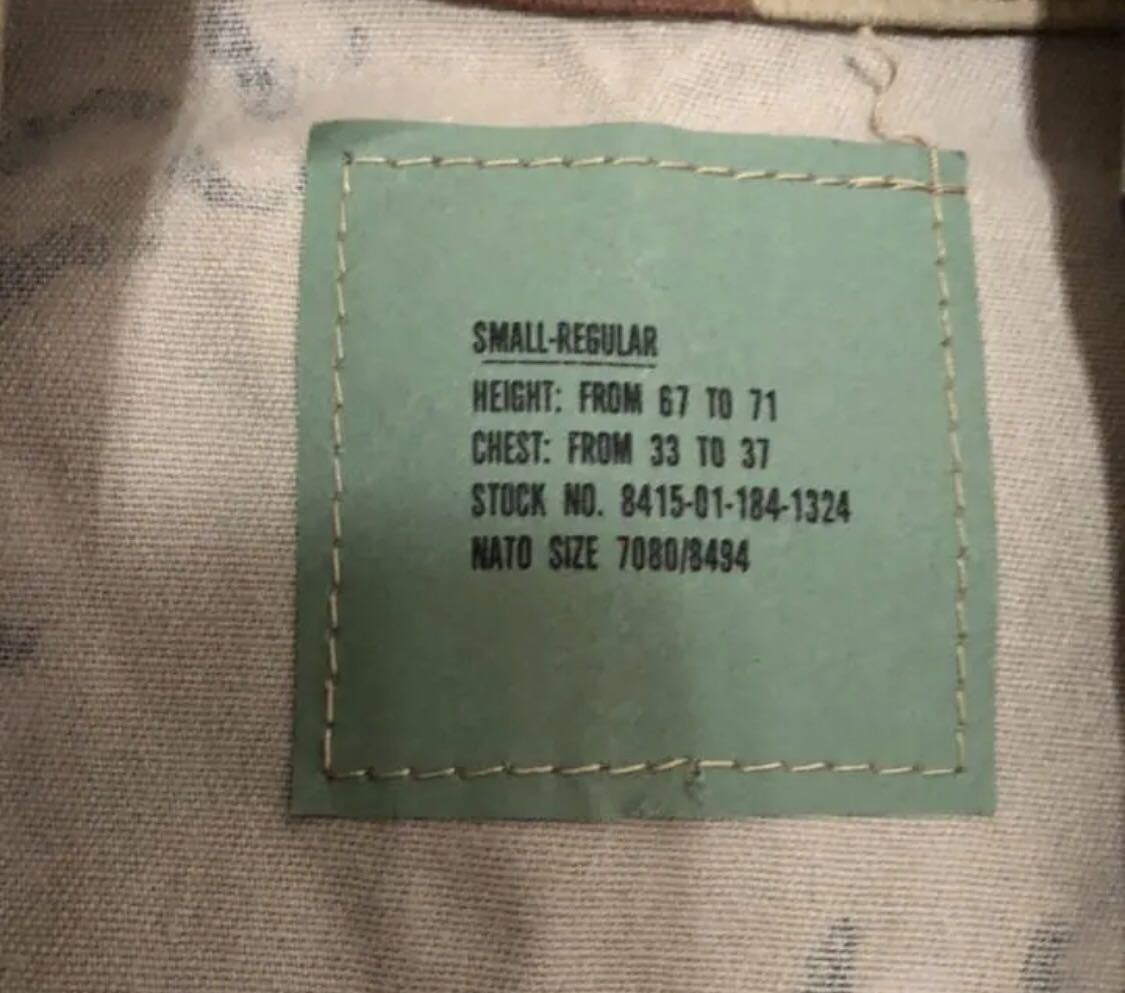 SMALL-REGULAR
HEIGHT: FROM 67 TO 71
CHEST: FROM 33 TO 37
STOCK NO. 8415-01-184-1324
NATO SIZE 7080/8494